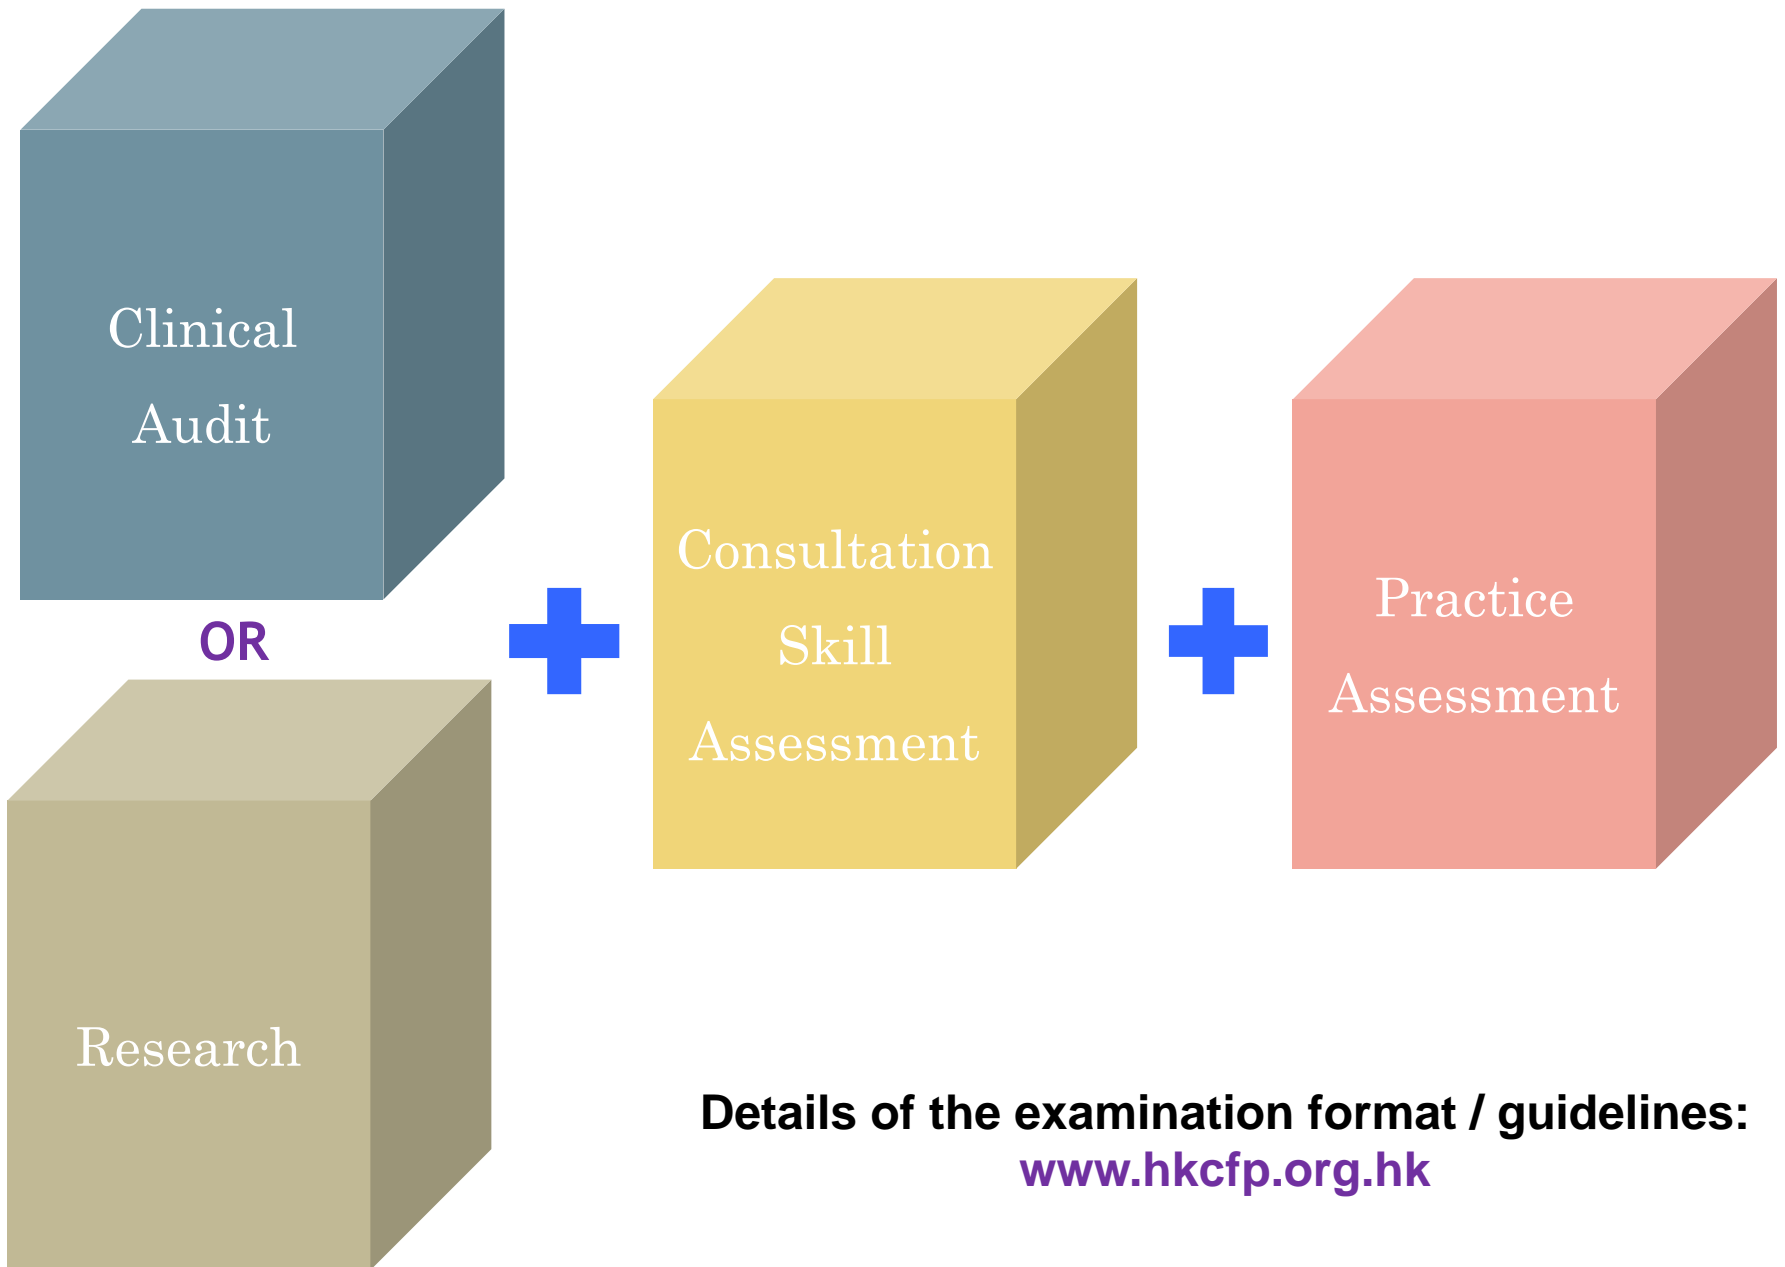 Clinical
Audit
OR
Research
Consultation
Skill
Assessment
Practice
Assessment
Details of the examination format / guidelines:
www.hkcfp.org.hk